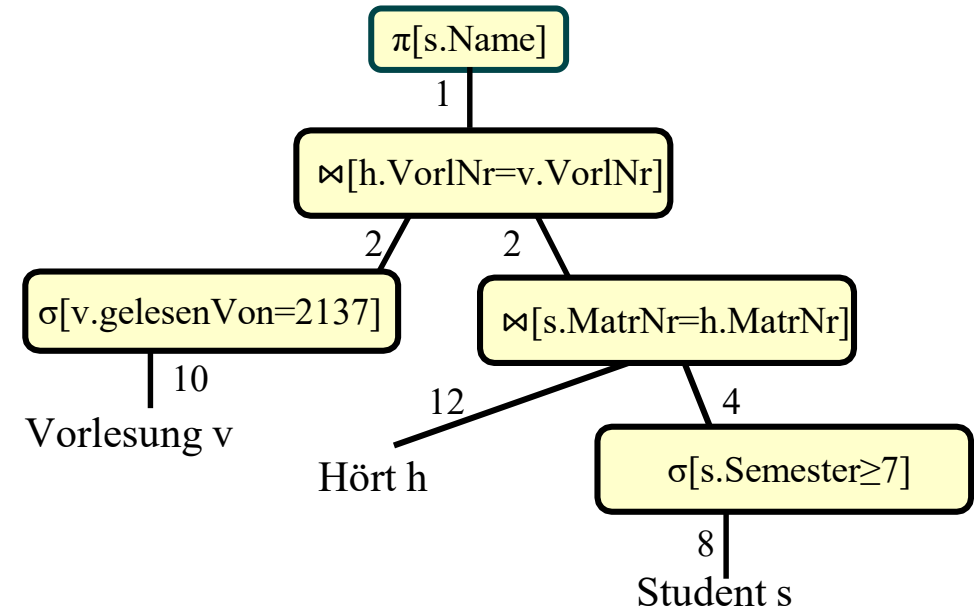 π[s.Name]
1
⋈[h.VorlNr=v.VorlNr]
2
2
σ[v.gelesenVon=2137]
⋈[s.MatrNr=h.MatrNr]
10
12
4
Vorlesung v
Hört h
σ[s.Semester≥7]
8
Student s